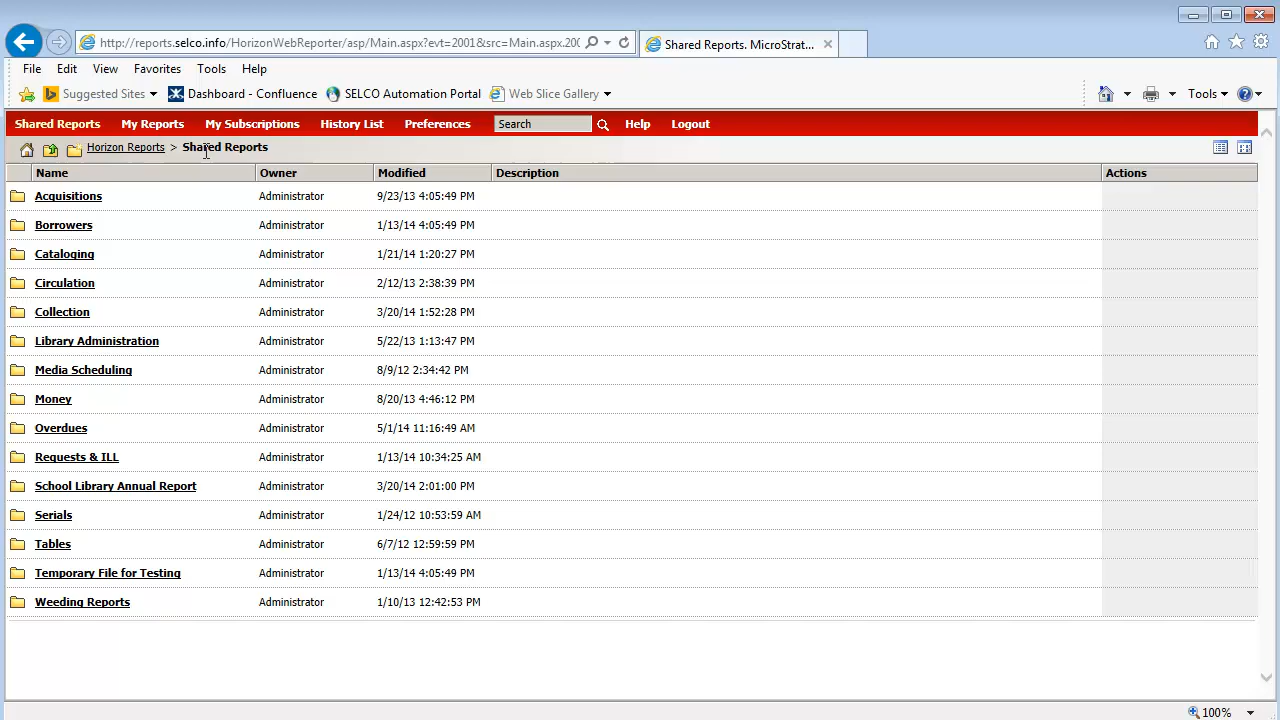 http://reports.selco.info/HorizonWebReporter/asp/Main.aspx?evt=2001&src=Main.aspx.200 Shared Reports. MicroStrat...
File Edit View Favorites Tools Help
Suggested Sites Dashboard - Confluence SELCO Automation Portal Web Slice Gallery Tools
Shared Reports My Reports My Subscriptions History List Preferences Search Help Logout
Horizon Reports > Shared Reports
Name Owner Modified Description Actions
Acquisitions Administrator 9/23/13 4:05:49 PM
Borrowers Administrator 1/13/14 4:05:49 PM
Cataloging Administrator 1/21/14 1:20:27 PM
Circulation Administrator 2/12/13 2:38:39 PM
Collection Administrator 3/20/14 1:52:28 PM
Library Administration Administrator 5/22/13 1:13:47 PM
Media Scheduling Administrator 8/9/12 2:34:42 PM
Money Administrator 8/20/13 4:46:12 PM
Overdues Administrator 5/1/14 11:16:49 AM
Requests & ILL Administrator 1/13/14 10:34:25 AM
School Library Annual Report Administrator 3/20/14 2:01:00 PM
Serials Administrator 1/24/12 10:53:59 AM
Tables Administrator 6/7/12 12:59:59 PM
Temporary File for Testing Administrator 1/13/14 4:05:49 PM
Weeding Reports Administrator 1/10/13 12:42:53 PM
100%